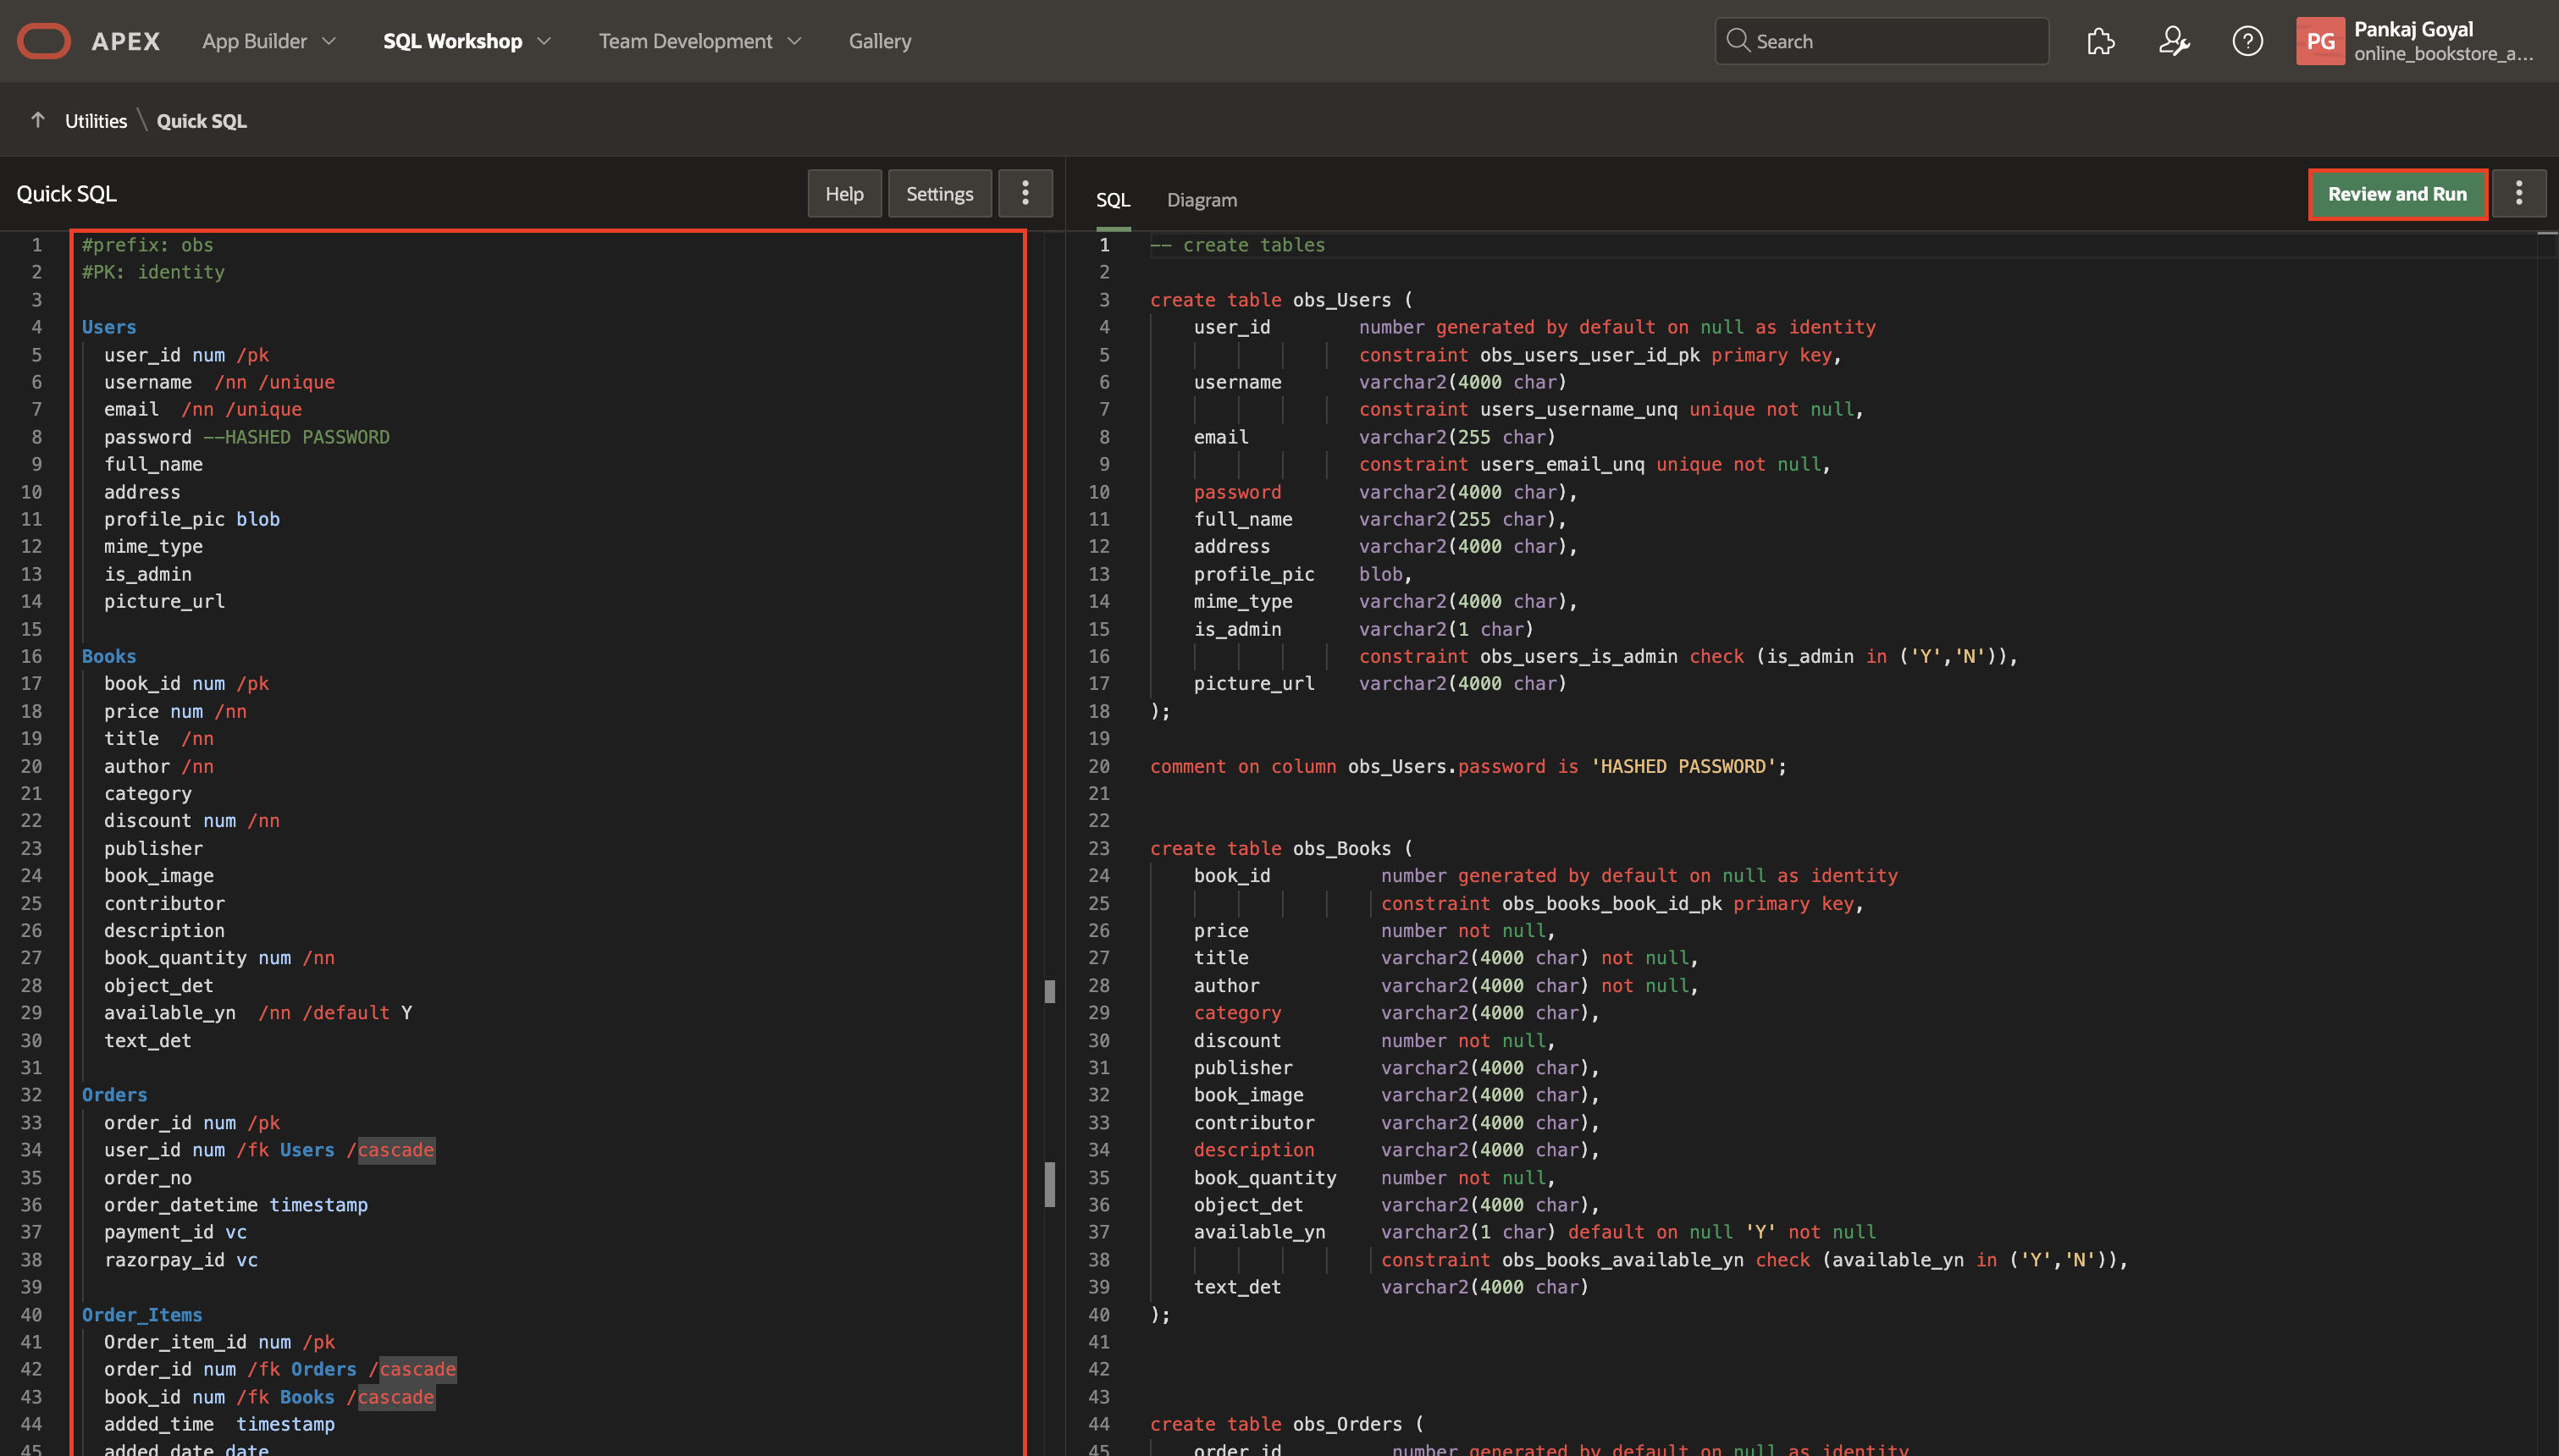 APEX App Builder SQL Workshop Team Development Gallery Search PG Pankaj Goyal
online_bookstore_a...
Utilities \ Quick SQL
Quick SQL Help Settings
1 #prefix: obs
2 #PK: identity
3
4 Users
5 user_id num /pk
6 username /nn /unique
7 email /nn /unique
8 password --HASHED PASSWORD
9 full_name
10 address
11 profile_pic blob
12 mime_type
13 is_admin
14 picture_url
15
16 Books
17 book_id num /pk
18 price num /nn
19 title /nn
20 author /nn
21 category
22 discount num /nn
23 publisher
24 book_image
25 contributor
26 description
27 book_quantity num /nn
28 object_det
29 available_yn /nn /default Y
30 text_det
31
32 Orders
33 order_id num /pk
34 user_id num /fk Users /cascade
35 order_no
36 order_datetime timestamp
37 payment_id vc
38 razorpay_id vc
39
40 Order_Items
41 Order_item_id num /pk
42 order_id num /fk Orders /cascade
43 book_id num /fk Books /cascade
44 added_time timestamp
45 added_date date
SQL Diagram Review and Run
1 -- create tables
2
3 create table obs_Users (
4 user_id number generated by default on null as identity
5 constraint obs_users_user_id_pk primary key,
6 username varchar2(4000 char)
7 constraint users_username_unq unique not null,
8 email varchar2(255 char)
9 constraint users_email_unq unique not null,
10 password varchar2(4000 char),
11 full_name varchar2(255 char),
12 address varchar2(4000 char),
13 profile_pic blob,
14 mime_type varchar2(4000 char),
15 is_admin varchar2(1 char)
16 constraint obs_users_is_admin check (is_admin in ('Y','N')),
17 picture_url varchar2(4000 char)
18 );
19
20 comment on column obs_Users.password is 'HASHED PASSWORD';
21
22
23 create table obs_Books (
24 book_id number generated by default on null as identity
25 constraint obs_books_book_id_pk primary key,
26 price number not null,
27 title varchar2(4000 char) not null,
28 author varchar2(4000 char) not null,
29 category varchar2(4000 char),
30 discount number not null,
31 publisher varchar2(4000 char),
32 book_image varchar2(4000 char),
33 contributor varchar2(4000 char),
34 description varchar2(4000 char),
35 book_quantity number not null,
36 object_det varchar2(4000 char),
37 available_yn varchar2(1 char) default on null 'Y' not null
38 constraint obs_books_available_yn check (available_yn in ('Y','N')),
39 text_det varchar2(4000 char)
40 );
41
42
43
44 create table obs_Orders (
45 order_id number generated by default on null as identity